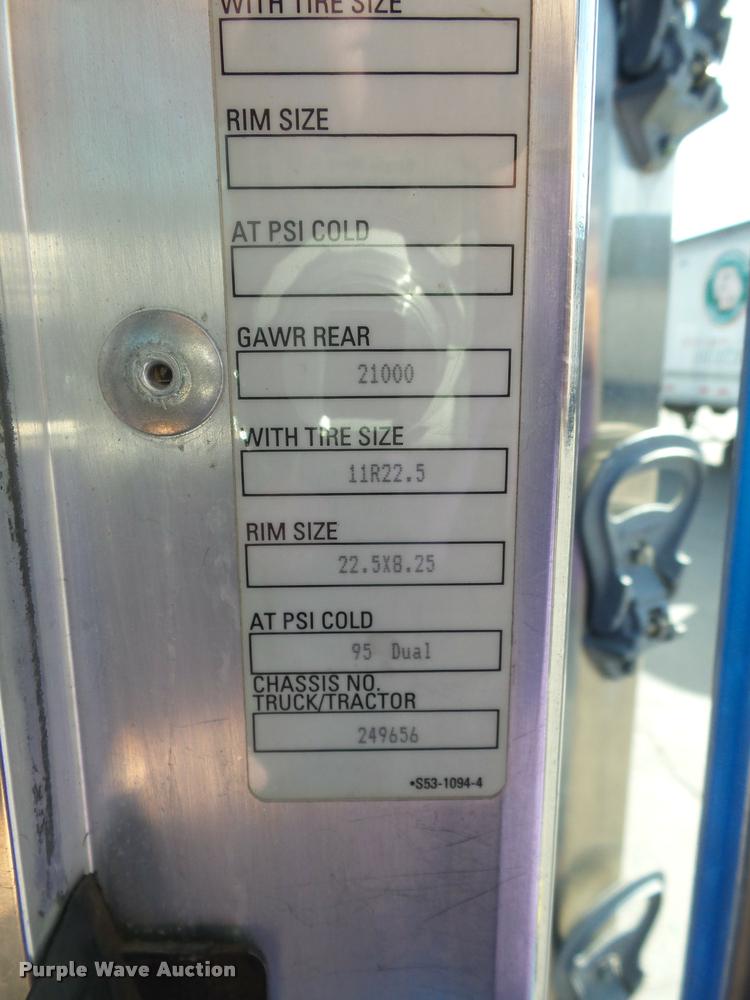 WITH TIRE SIZE
RIM SIZE
AT PSI COLD
GAWR REAR
21000
WITH TIRE SIZE
11R22.5
RIM SIZE
22.5X8.25
AT PSI COLD
95 Dual
CHASSIS NO.
TRUCK/TRACTOR
249656
•S53-1094-4
Purple Wave Auction